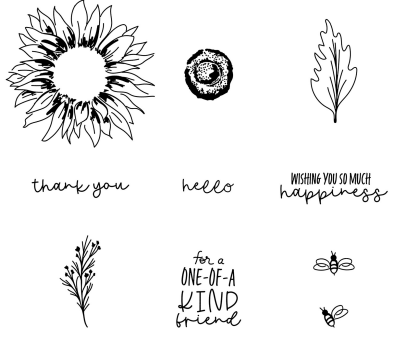 thank you
hello
WISHING YOU SO MUCH
happiness
for a
ONE-OF-A
KIND
friend